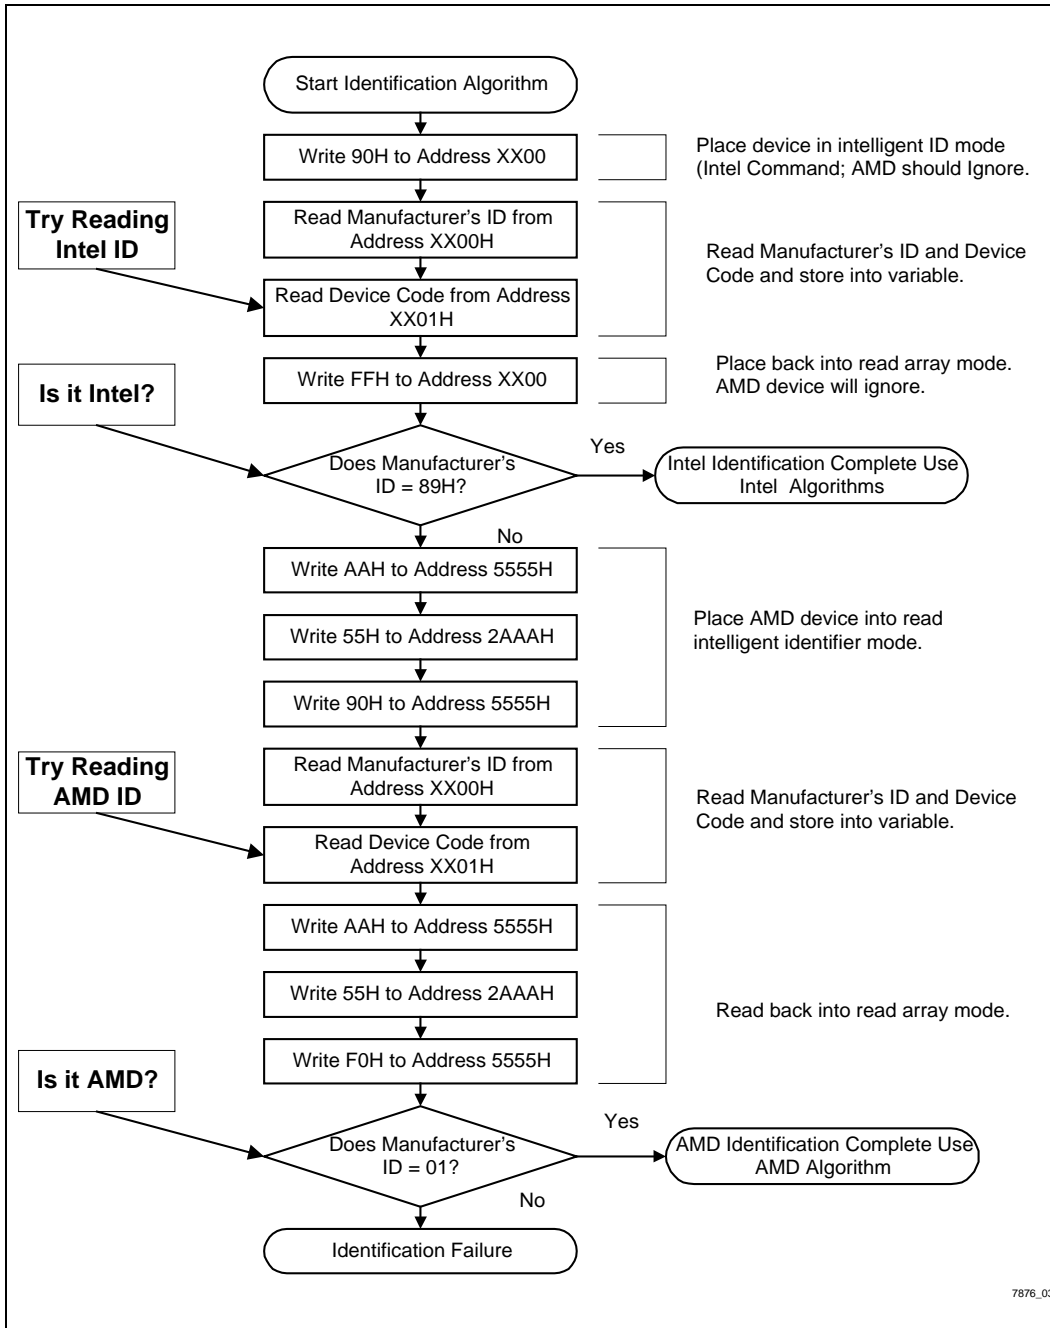 Start Identification Algorithm
Write 90H to Address XX00
Place device in intelligent ID mode
(Intel Command; AMD should Ignore.
Try Reading
Intel ID
Read Manufacturer's ID from
Address XX00H
Read Device Code from Address
XX01H
Read Manufacturer's ID and Device
Code and store into variable.
Is it Intel?
Write FFH to Address XX00
Place back into read array mode.
AMD device will ignore.
Does Manufacturer's
ID = 89H?
Yes
Intel Identification Complete Use
Intel Algorithms
No
Write AAH to Address 5555H
Write 55H to Address 2AAAH
Write 90H to Address 5555H
Place AMD device into read
intelligent identifier mode.
Try Reading
AMD ID
Read Manufacturer's ID from
Address XX00H
Read Device Code from
Address XX01H
Read Manufacturer's ID and Device
Code and store into variable.
Write AAH to Address 5555H
Write 55H to Address 2AAAH
Write F0H to Address 5555H
Read back into read array mode.
Is it AMD?
Does Manufacturer's
ID = 01?
Yes
AMD Identification Complete Use
AMD Algorithm
No
Identification Failure
7876_03